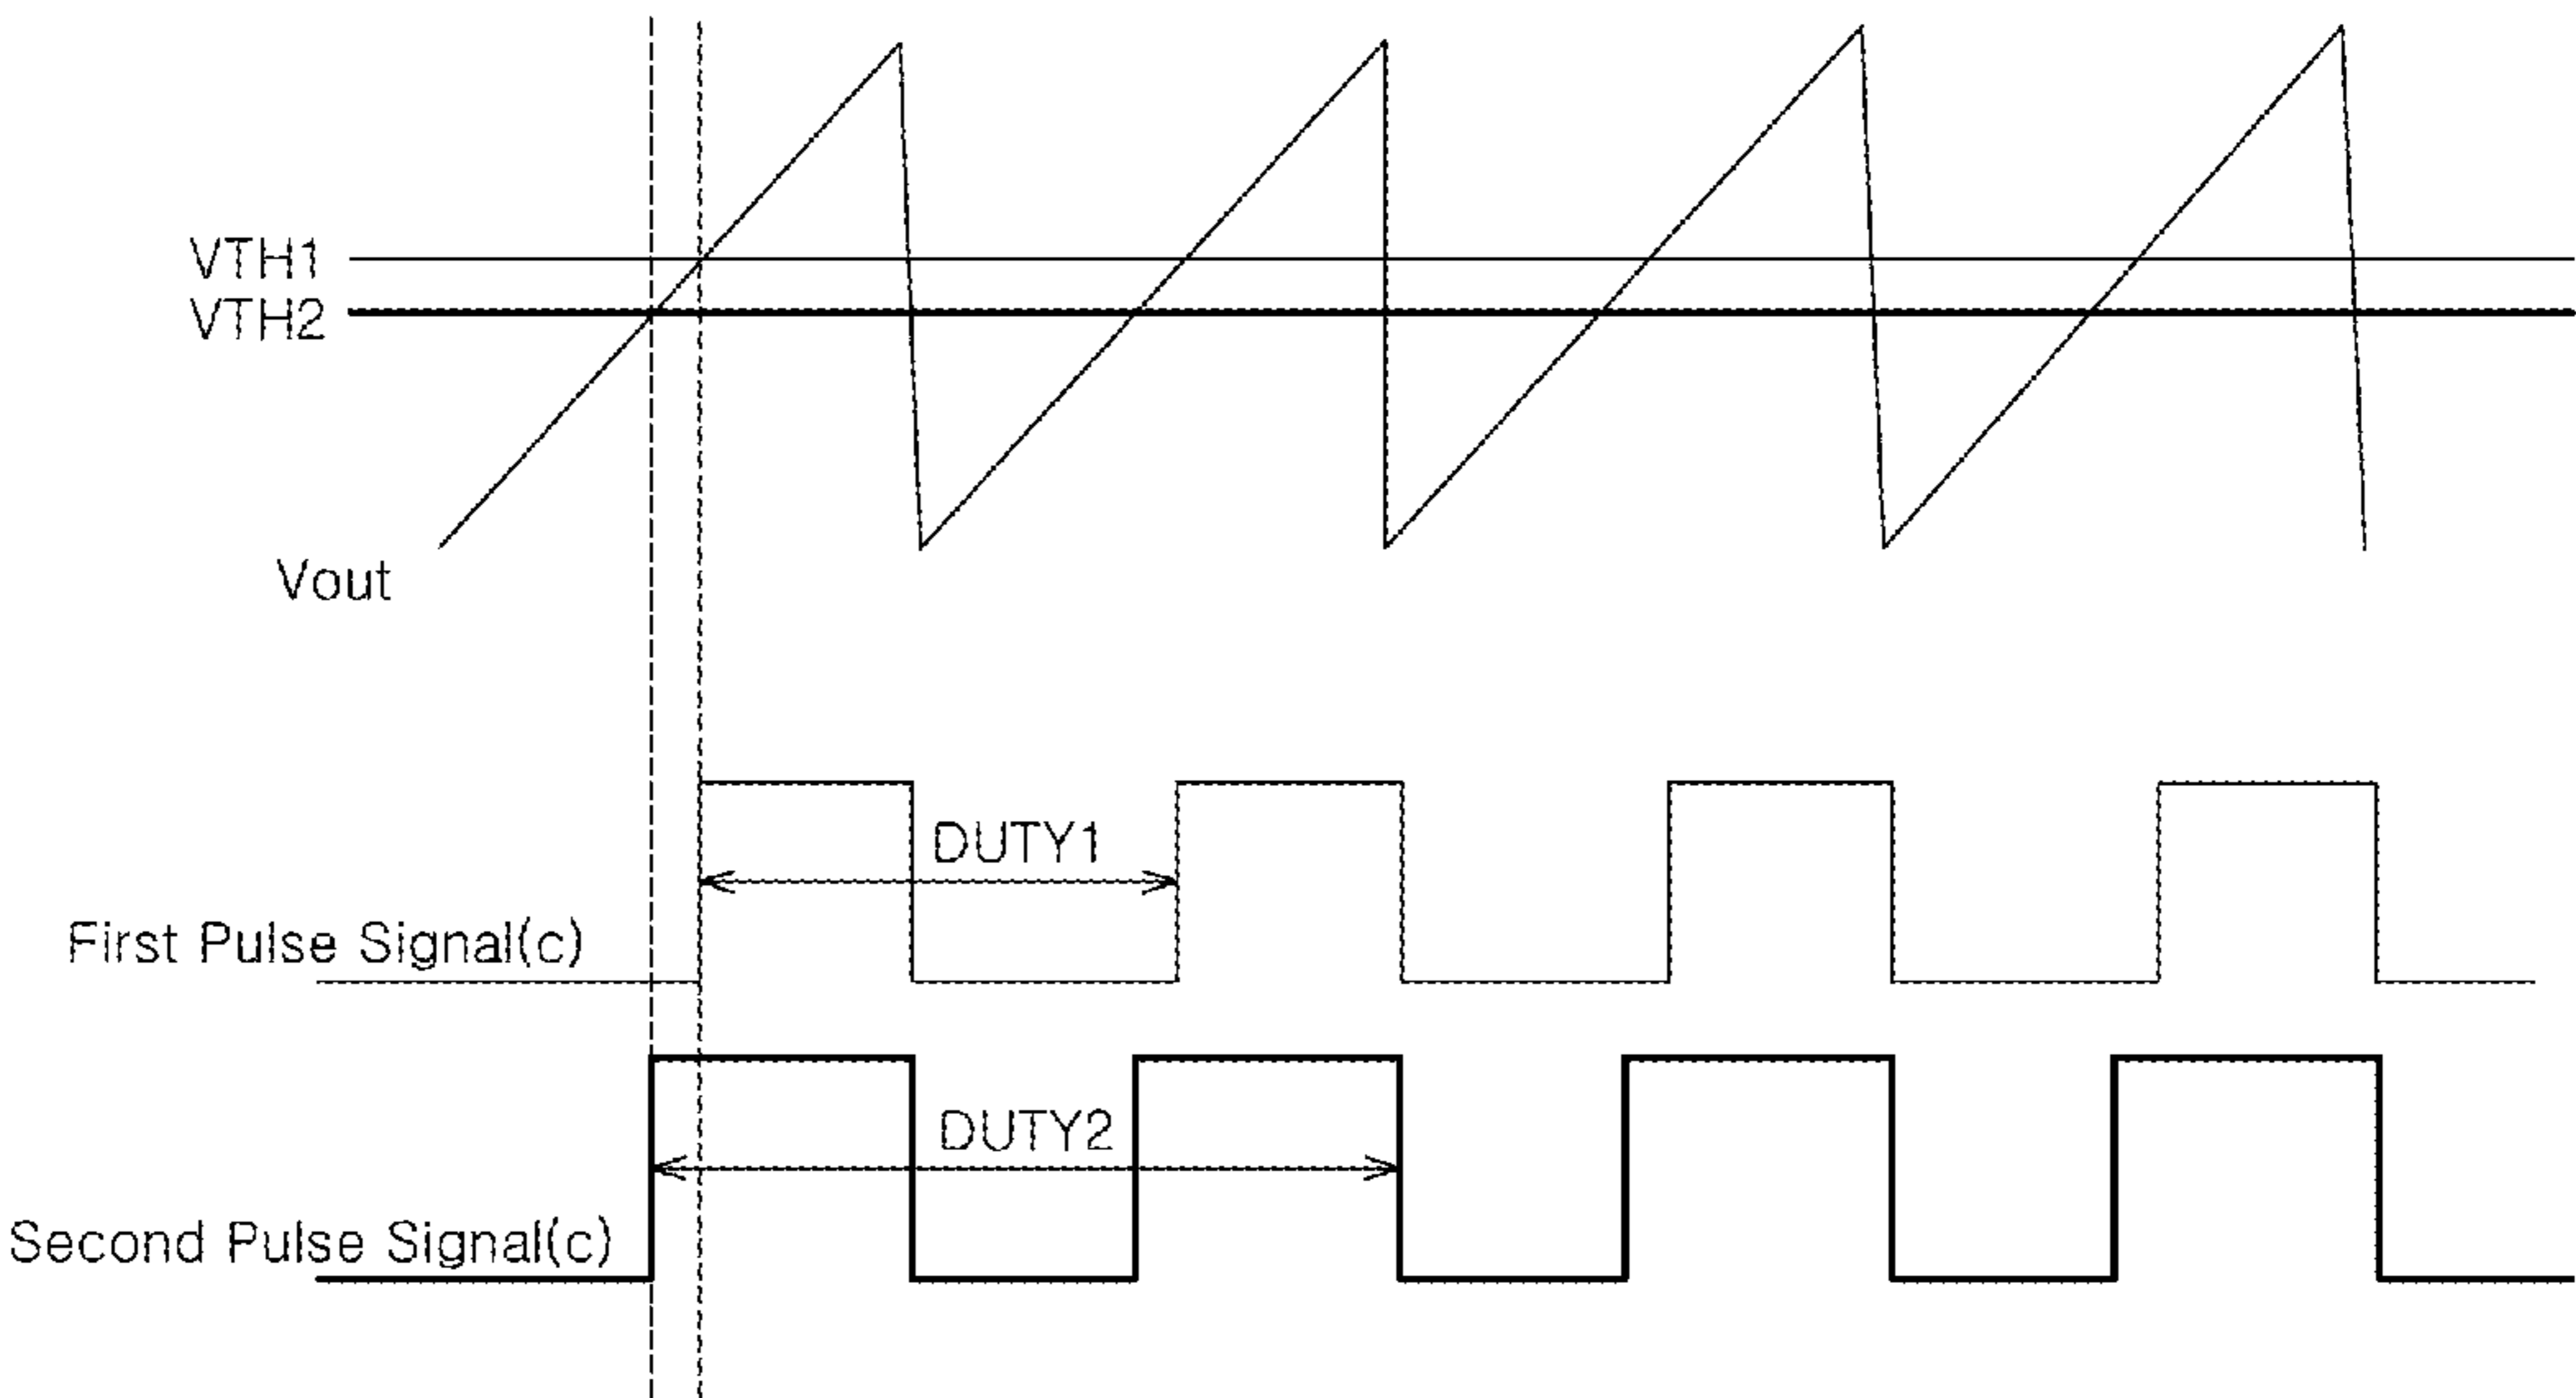 VTH1
VTH2
Vout
DUTY1
First Pulse Signal(c)
DUTY2
Second Pulse Signal(c)